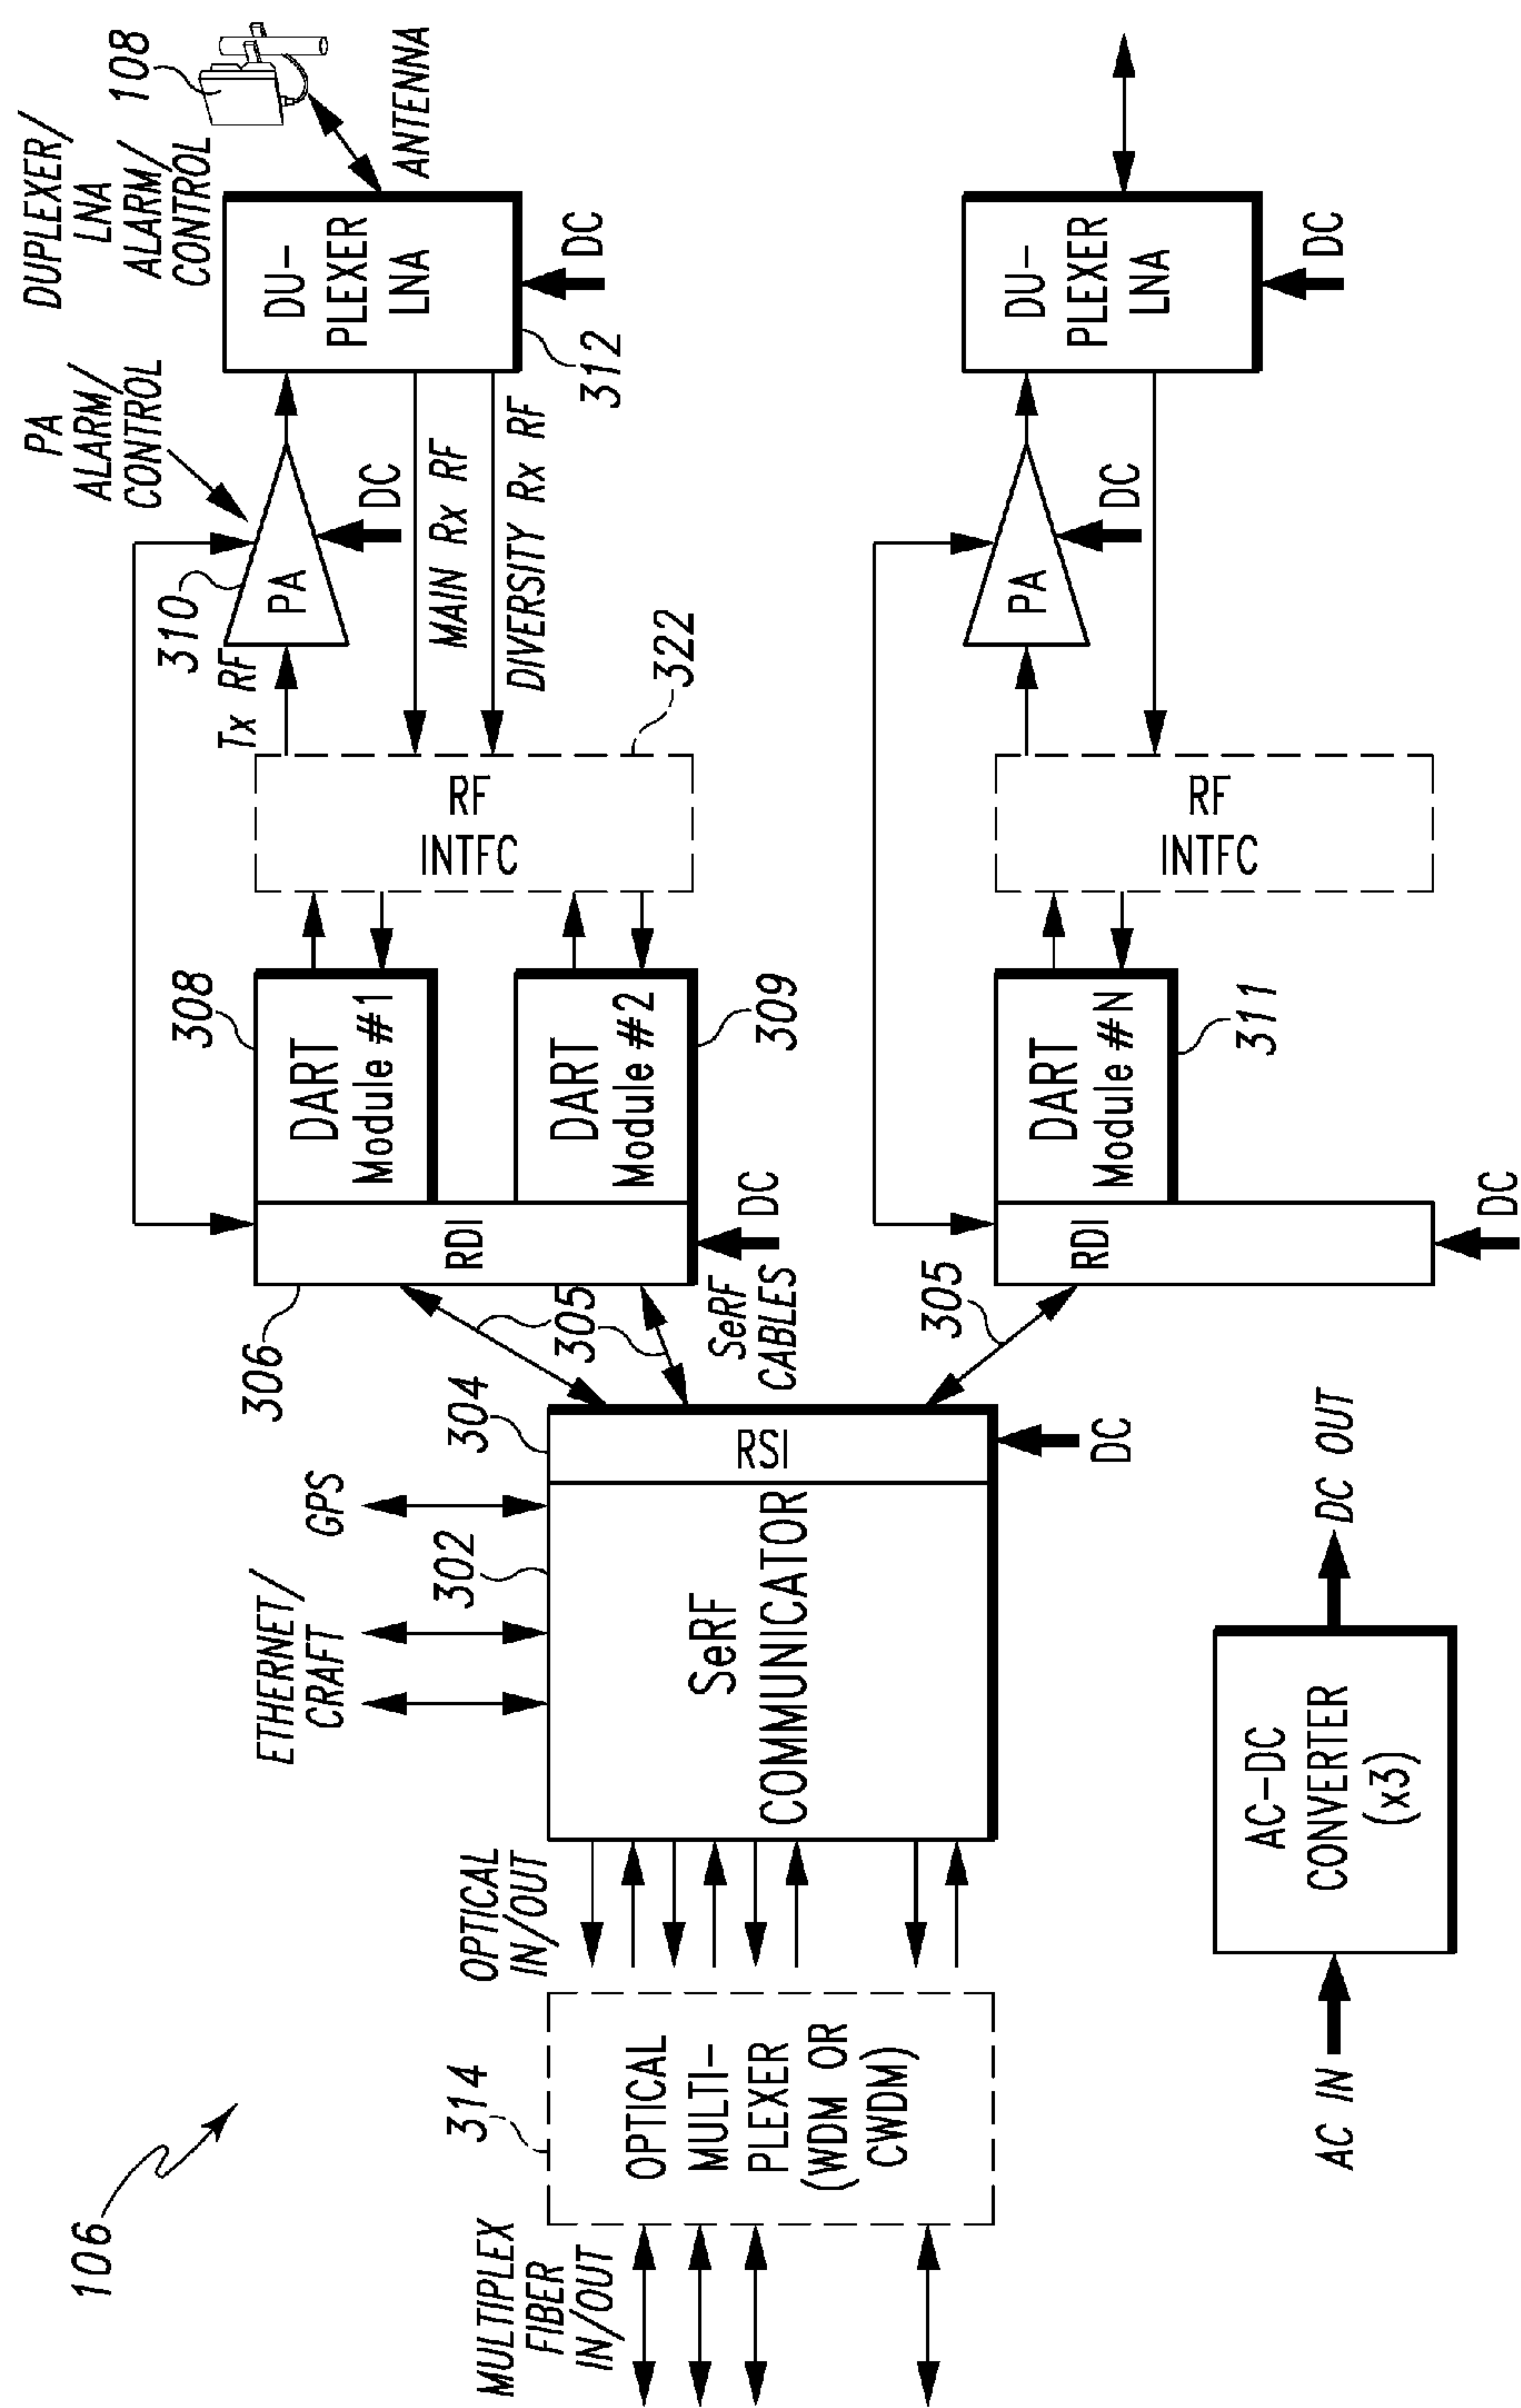 106
MULTIPLEX
FIBER
IN/OUT
314
OPTICAL
MULTI-
PLEXER
(WDM OR
CWDM)
OPTICAL
IN/OUT
ETHERNET/
CRAFT
GPS
302
304
SeRF
COMMUNICATOR
RSI
DC
306
305
SeRF
CABLES
305
RDI
DC
308
DART
Module #1
DART
Module #2
309
RF
INTFC
322
Tx RF
310
PA
PA
ALARM/
CONTROL
DC
MAIN Rx RF
DIVERSITY Rx RF
DUPLEXER/
LNA
ALARM/
CONTROL
DU-
PLEXER
LNA
312
DC
108
ANTENNA
RDI
DC
DART
Module #N
311
RF
INTFC
PA
DC
DU-
PLEXER
LNA
DC
AC IN
AC-DC
CONVERTER
(x3)
DC OUT